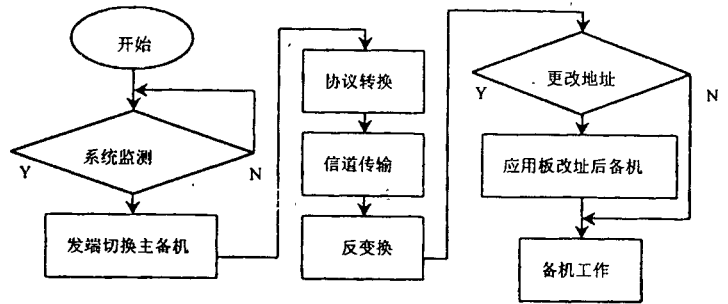 开始
系统监测
Y
N
发端切换主备机
协议转换
信道传输
反变换
更改地址
Y
N
应用板改址后备机
备机工作